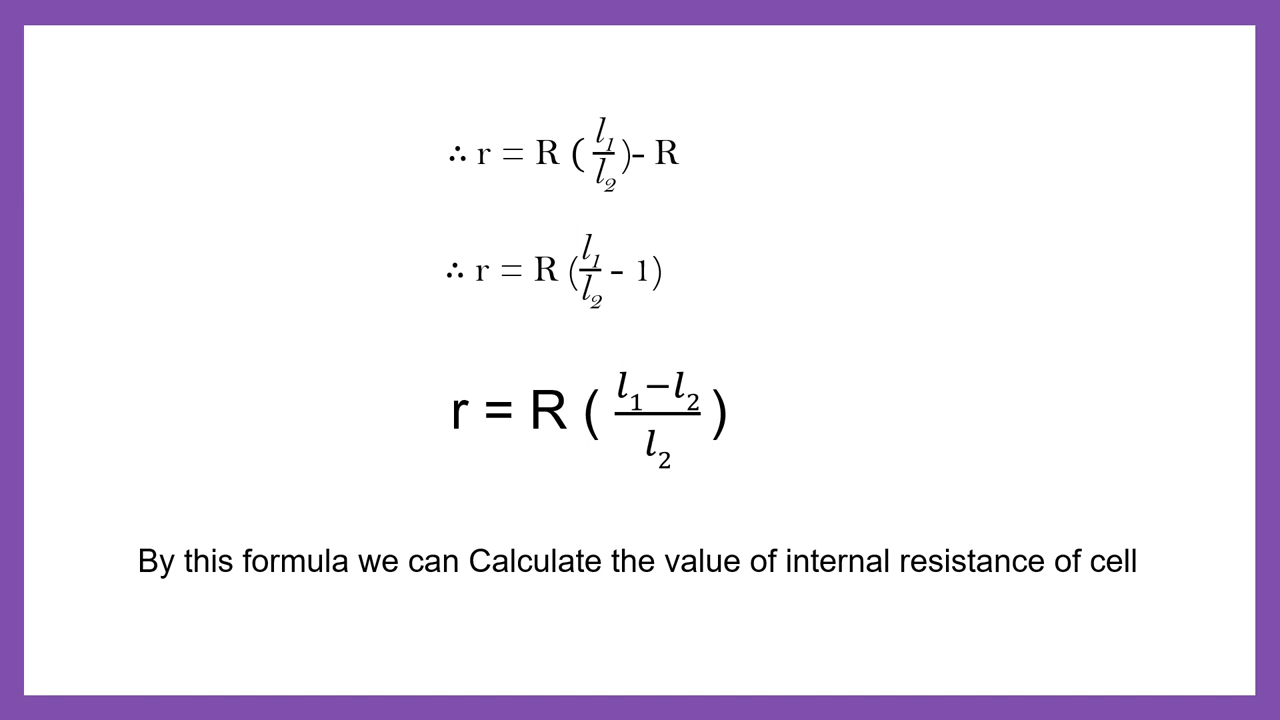 ∴ r = R (l₁/l₂)- R
∴ r = R (l₁/l₂ - 1)
r = R ( l₁−l₂/l₂ )
By this formula we can Calculate the value of internal resistance of cell